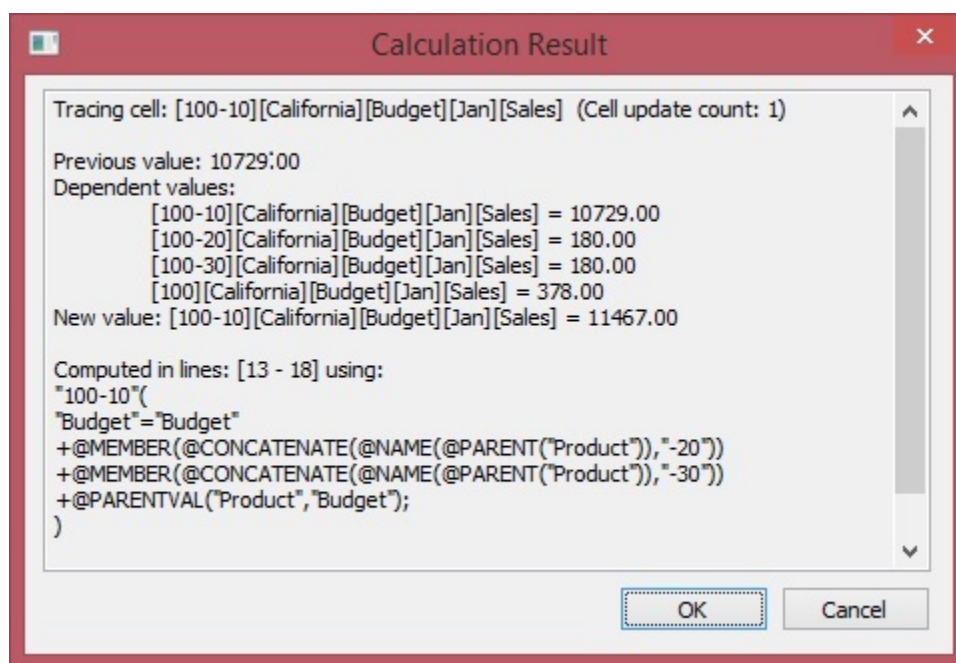 Calculation Result
Tracing cell: [100-10][California][Budget][Jan][Sales] (Cell update count: 1)
Previous value: 10729.00
Dependent values:
[100-10][California][Budget][Jan][Sales] = 10729.00
[100-20][California][Budget][Jan][Sales] = 180.00
[100-30][California][Budget][Jan][Sales] = 180.00
[100][California][Budget][Jan][Sales] = 378.00
New value: [100-10][California][Budget][Jan][Sales] = 11467.00
Computed in lines: [13 - 18] using:
"100-10"(
"Budget"="Budget"
+@MEMBER(@CONCATENATE(@NAME(@PARENT("Product")),"-20"))
+@MEMBER(@CONCATENATE(@NAME(@PARENT("Product")),"-30"))
+@PARENTVAL("Product","Budget");
)
OK Cancel